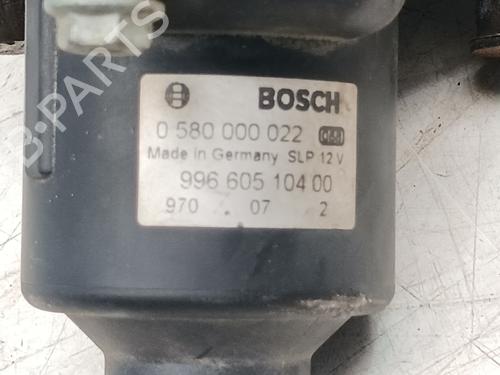 B-PARTS
BOSCH
0 580 000 022
Made in Germany SLP 12 V
996 605 104 00
970 . 07 2